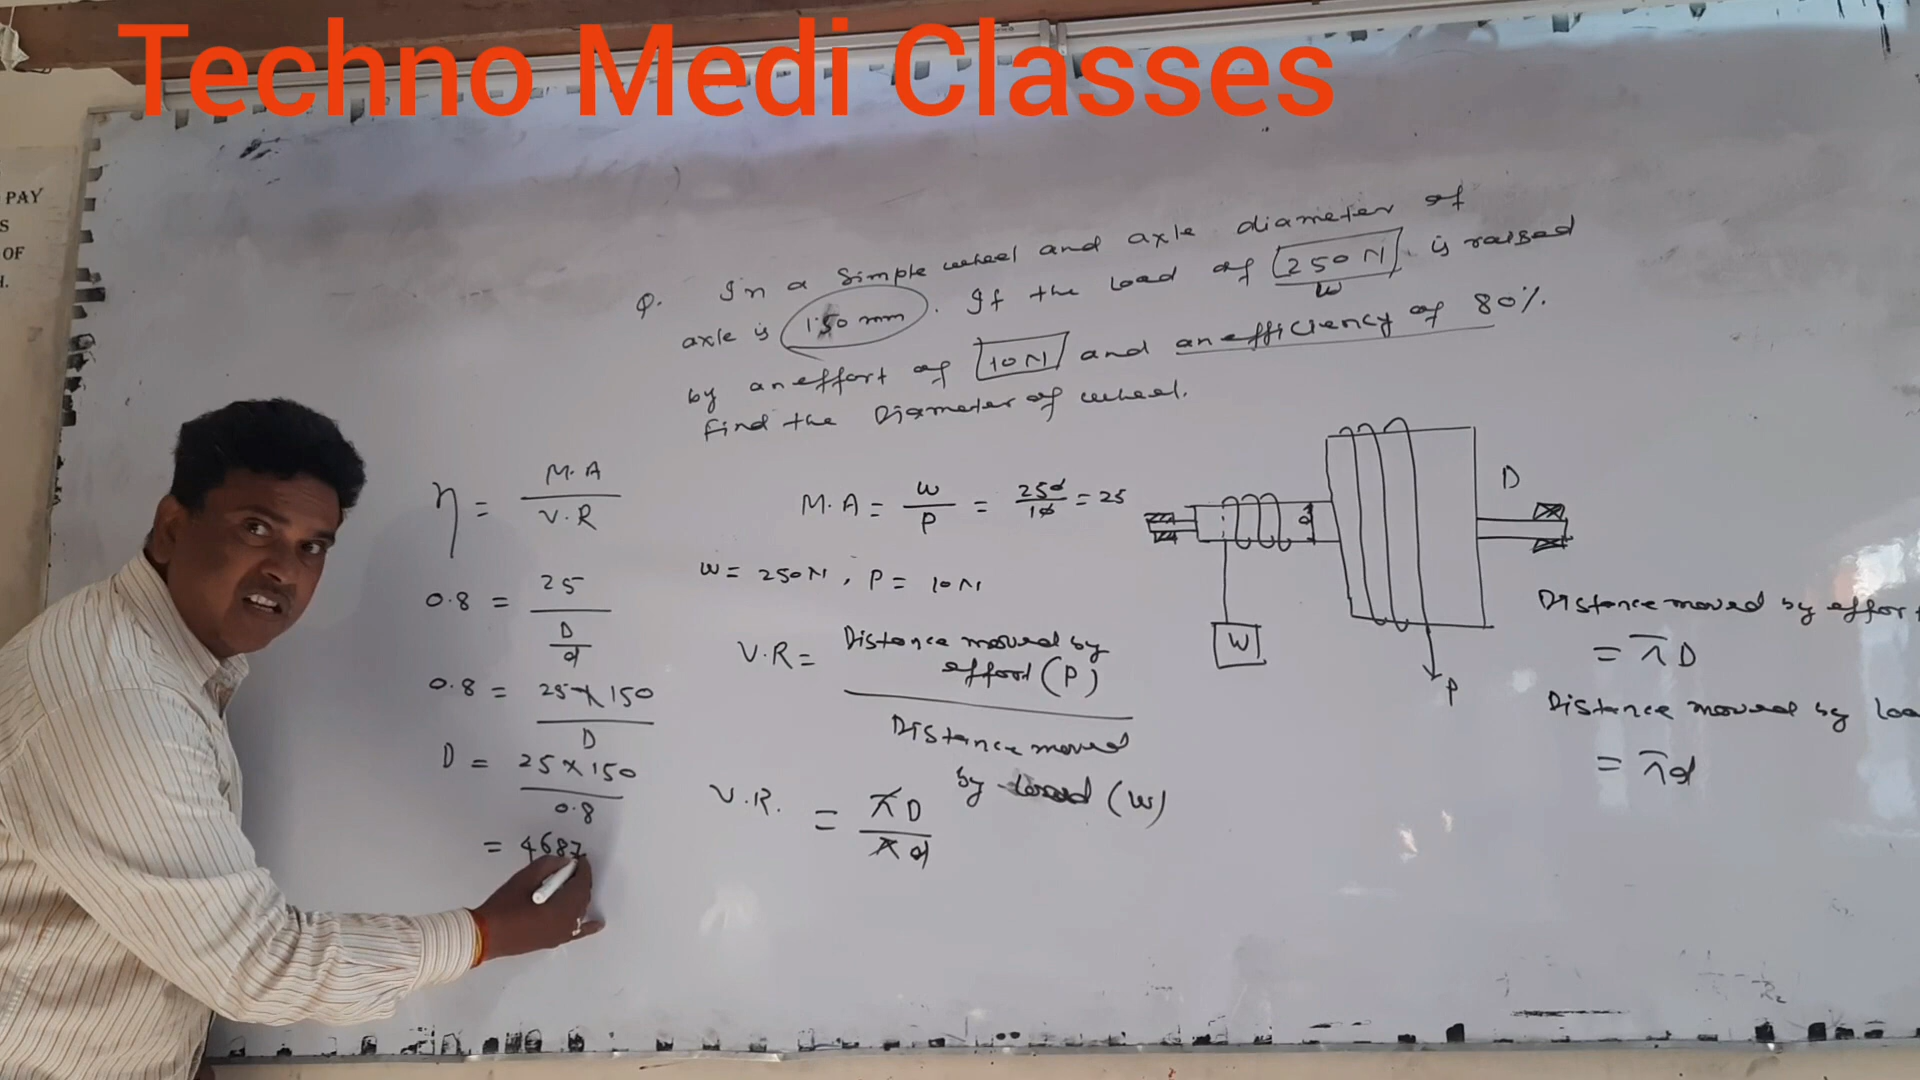 Techno Medi Classes
PAY
S
OF
H.
Q. In a Simple wheel and axle diameter of
axle is 150 mm. If the Load of 250 N is raised
W
by an effort of 10 N and an efficiency of 80%.
Find the Diameter of wheel.
η = M.A / V.R
0.8 = 25 / D/d
0.8 = 25 × 150 / D
D = 25 × 150 / 0.8
= 4687
M.A = W / P = 250 / 10 = 25
W = 250 N, P = 10 N
V.R = Distance moved by
effort (P)
Distance moved
by Load (W)
V.R. = πD / πd
d
D
W
P
Distance moved by effort
= πD
Distance moved by Loa
= πd